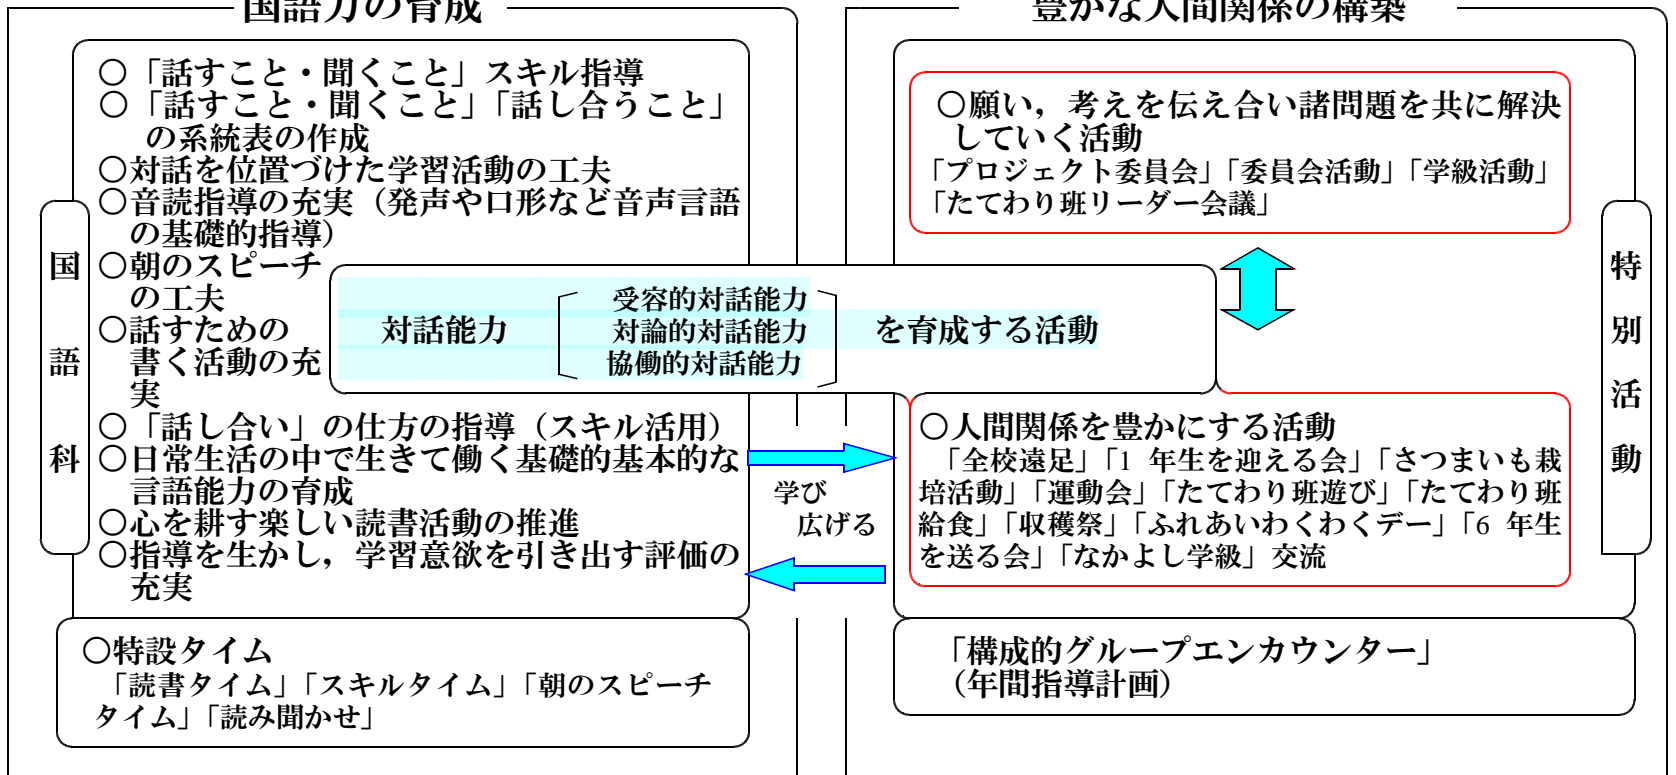 国語力の育成
〇「話すこと・聞くこと」スキル指導
〇「話すこと・聞くこと」「話し合うこと」
の系統表の作成
〇対話を位置づけた学習活動の工夫
〇音読指導の充実（発声や口形など音声言語
の基礎的指導）
〇朝のスピーチ
の工夫
〇話すための
書く活動の充
実
〇「話し合い」の仕方の指導（スキル活用）
〇日常生活の中で生きて働く基礎的基本的な
言語能力の育成
〇心を耕す楽しい読書活動の推進
〇指導を生かし，学習意欲を引き出す評価の
充実
国語科
〇特設タイム
「読書タイム」「スキルタイム」「朝のスピーチ
タイム」「読み聞かせ」
対話能力
受容的対話能力
対論的対話能力
協働的対話能力
を育成する活動
学び
広げる
豊かな人間関係の構築
〇願い，考えを伝え合い諸問題を共に解決
していく活動
「プロジェクト委員会」「委員会活動」「学級活動」
「たてわり班リーダー会議」
〇人間関係を豊かにする活動
「全校遠足」「1 年生を迎える会」「さつまいも栽
培活動」「運動会」「たてわり班遊び」「たてわり班
給食」「収穫祭」「ふれあいわくわくデー」「6 年生
を送る会」「なかよし学級」交流
特別活動
「構成的グループエンカウンター」
（年間指導計画）